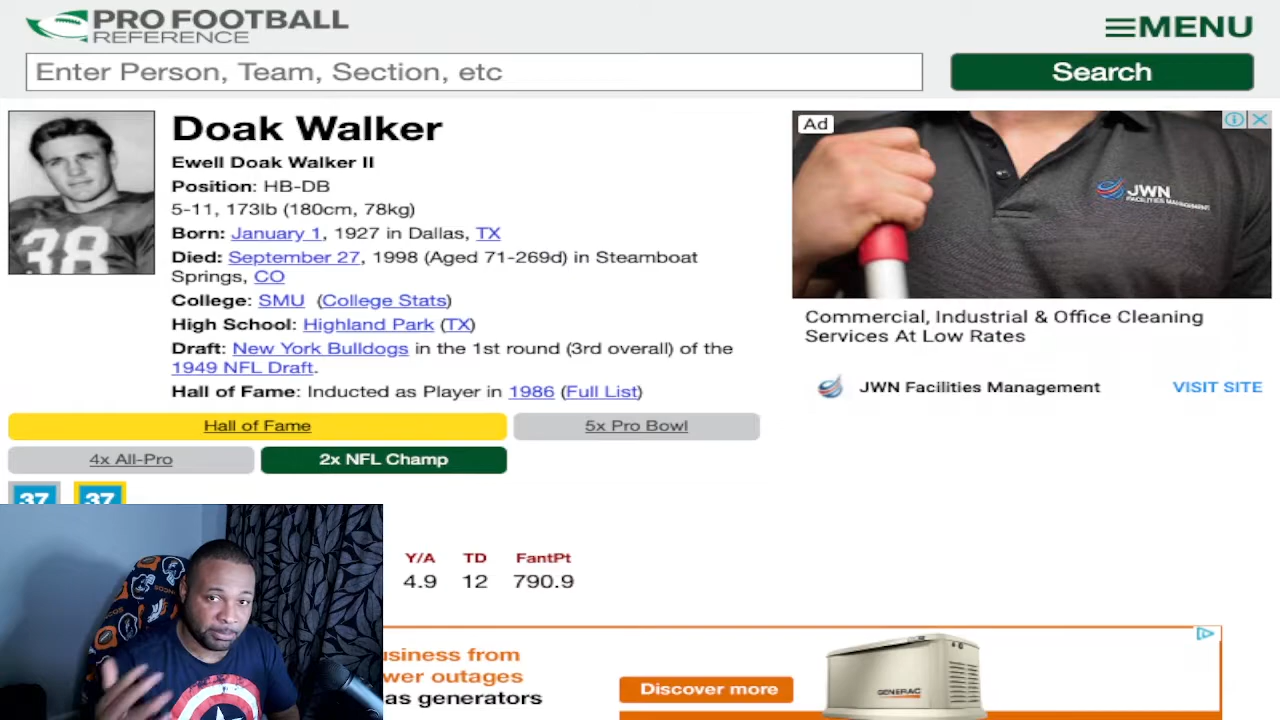 PRO FOOTBALL
REFERENCE
MENU
Enter Person, Team, Section, etc
Search
Doak Walker
Ewell Doak Walker II
Position: HB-DB
5-11, 173lb (180cm, 78kg)
Born: January 1, 1927 in Dallas, TX
Died: September 27, 1998 (Aged 71-269d) in Steamboat
Springs, CO
College: SMU (College Stats)
High School: Highland Park (TX)
Draft: New York Bulldogs in the 1st round (3rd overall) of the
1949 NFL Draft.
Hall of Fame: Inducted as Player in 1986 (Full List)
38
Hall of Fame
5x Pro Bowl
4x All-Pro
2x NFL Champ
37 37
Y/A TD FantPt
4.9 12 790.9
Ad
JWN
FACILITIES MANAGEMENT
Commercial, Industrial & Office Cleaning
Services At Low Rates
JWN Facilities Management
VISIT SITE
usiness from
wer outages
as generators
Discover more
GENERAC